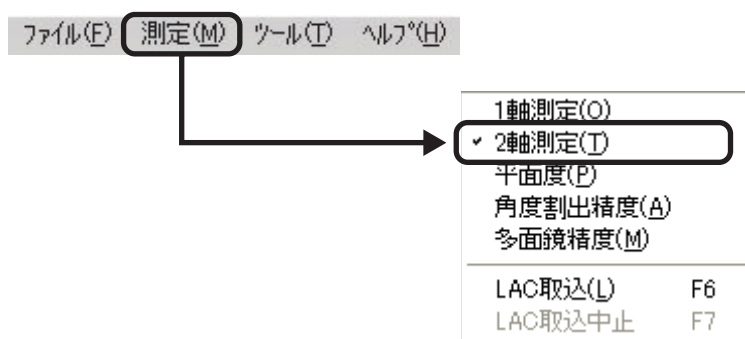 ファイル(F) 測定(M) ツール(T) ヘルプ(H)
1軸測定(O)
✓ 2軸測定(T)
平面度(P)
角度割出精度(A)
多面鏡精度(M)
LAC取込(L) F6
LAC取込中止 F7